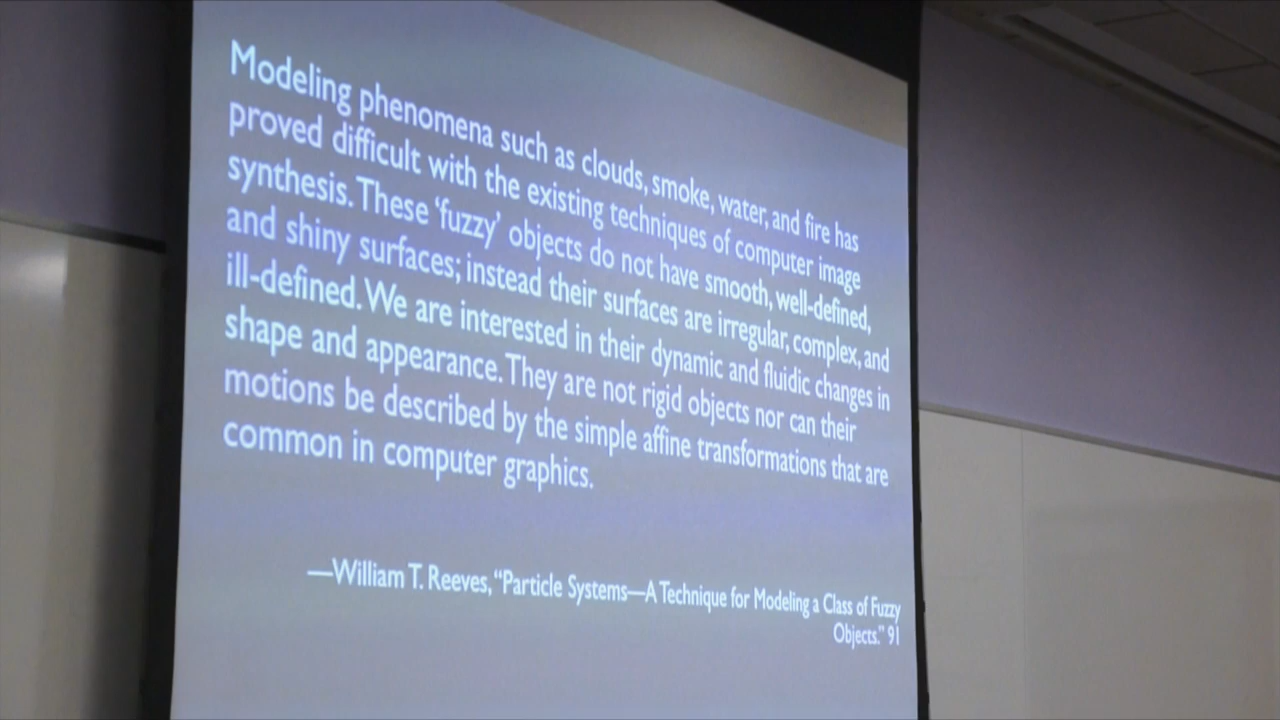 Modeling phenomena such as clouds, smoke, water, and fire has
proved difficult with the existing techniques of computer image
synthesis. These ‘fuzzy’ objects do not have smooth, well-defined,
and shiny surfaces; instead their surfaces are irregular, complex, and
ill-defined. We are interested in their dynamic and fluidic changes in
shape and appearance. They are not rigid objects nor can their
motions be described by the simple affine transformations that are
common in computer graphics.
—William T. Reeves, “Particle Systems—A Technique for Modeling a Class of Fuzzy
Objects.” 91